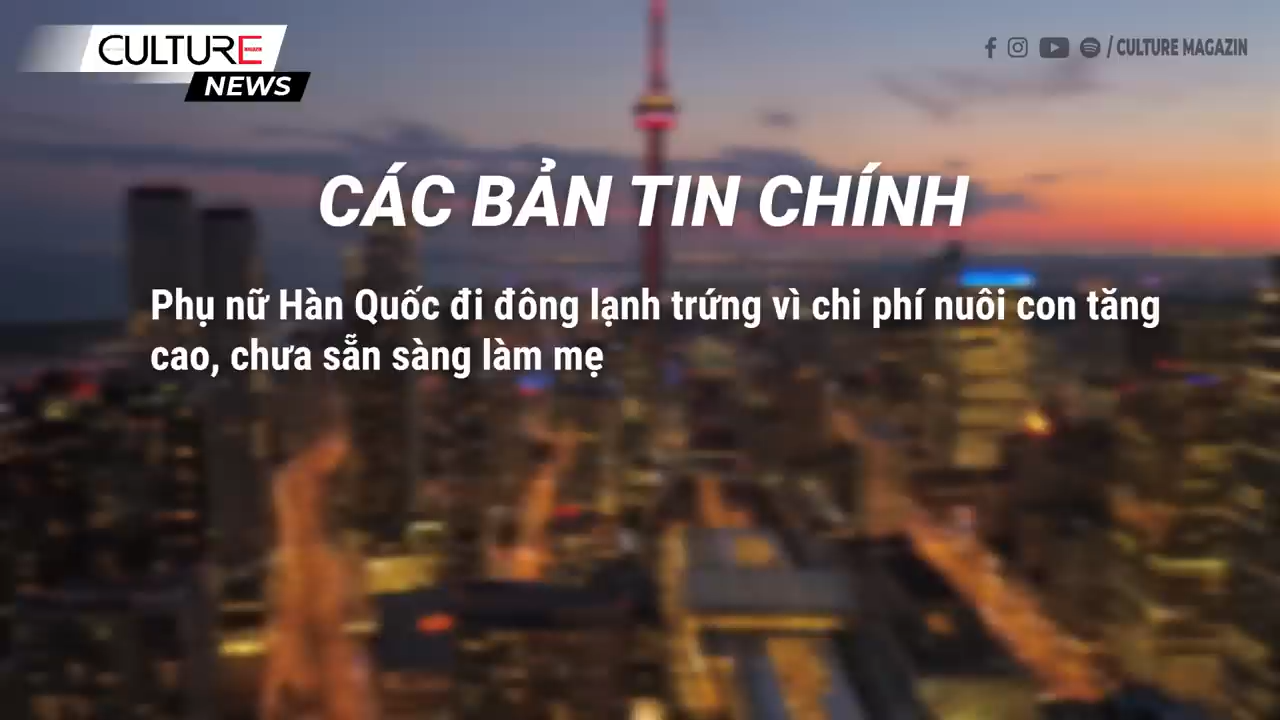 CULTURE
NEWS
/ CULTURE MAGAZIN
CÁC BẢN TIN CHÍNH
Phụ nữ Hàn Quốc đi đông lạnh trứng vì chi phí nuôi con tăng
cao, chưa sẵn sàng làm mẹ